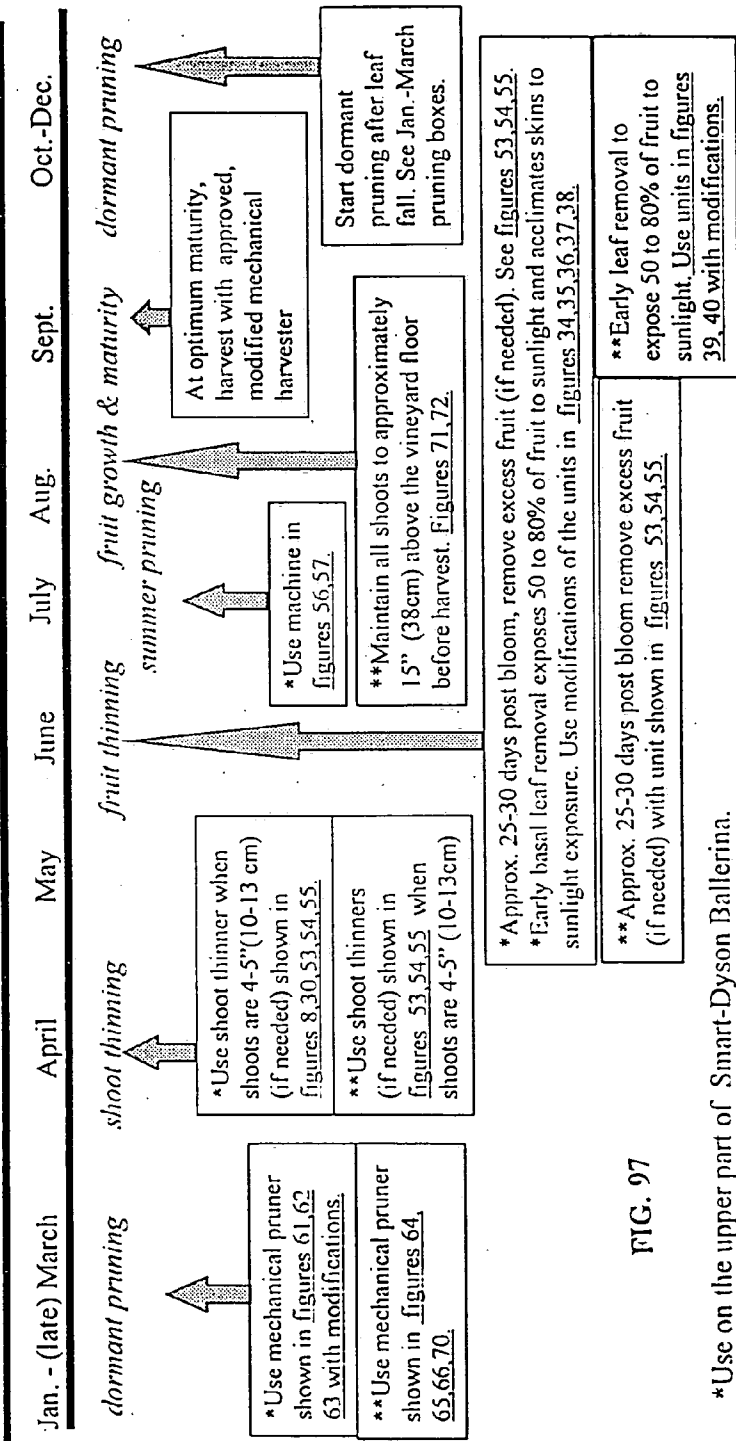 Jan. - (late) March April May June July Aug. Sept. Oct.-Dec.
dormant pruning shoot thinning fruit thinning fruit growth & maturity dormant pruning
summer pruning
*Use mechanical pruner
shown in figures 61,62
63 with modifications.
**Use mechanical pruner
shown in figures 64,
65,66,70.
*Use shoot thinner when
shoots are 4-5"(10-13 cm)
(if needed) shown in
figures 8,30,53,54,55.
**Use shoot thinners
(if needed) shown in
figures 53,54,55 when
shoots are 4-5" (10-13cm)
*Use machine in
figures 56,57.
**Maintain all shoots to approximately
15" (38cm) above the vineyard floor
before harvest. Figures 71,72.
At optimum maturity,
harvest with approved,
modified mechanical
harvester
Start dormant
pruning after leaf
fall. See Jan.-March
pruning boxes.
*Approx. 25-30 days post bloom, remove excess fruit (if needed). See figures 53,54,55.
*Early basal leaf removal exposes 50 to 80% of fruit to sunlight and acclimates skins to
sunlight exposure. Use modifications of the units in figures 34,35,36,37,38.
**Approx. 25-30 days post bloom remove excess fruit
(if needed) with unit shown in figures 53,54,55.
**Early leaf removal to
expose 50 to 80% of fruit to
sunlight. Use units in figures
39, 40 with modifications.
FIG. 97
*Use on the upper part of Smart-Dyson Ballerina.